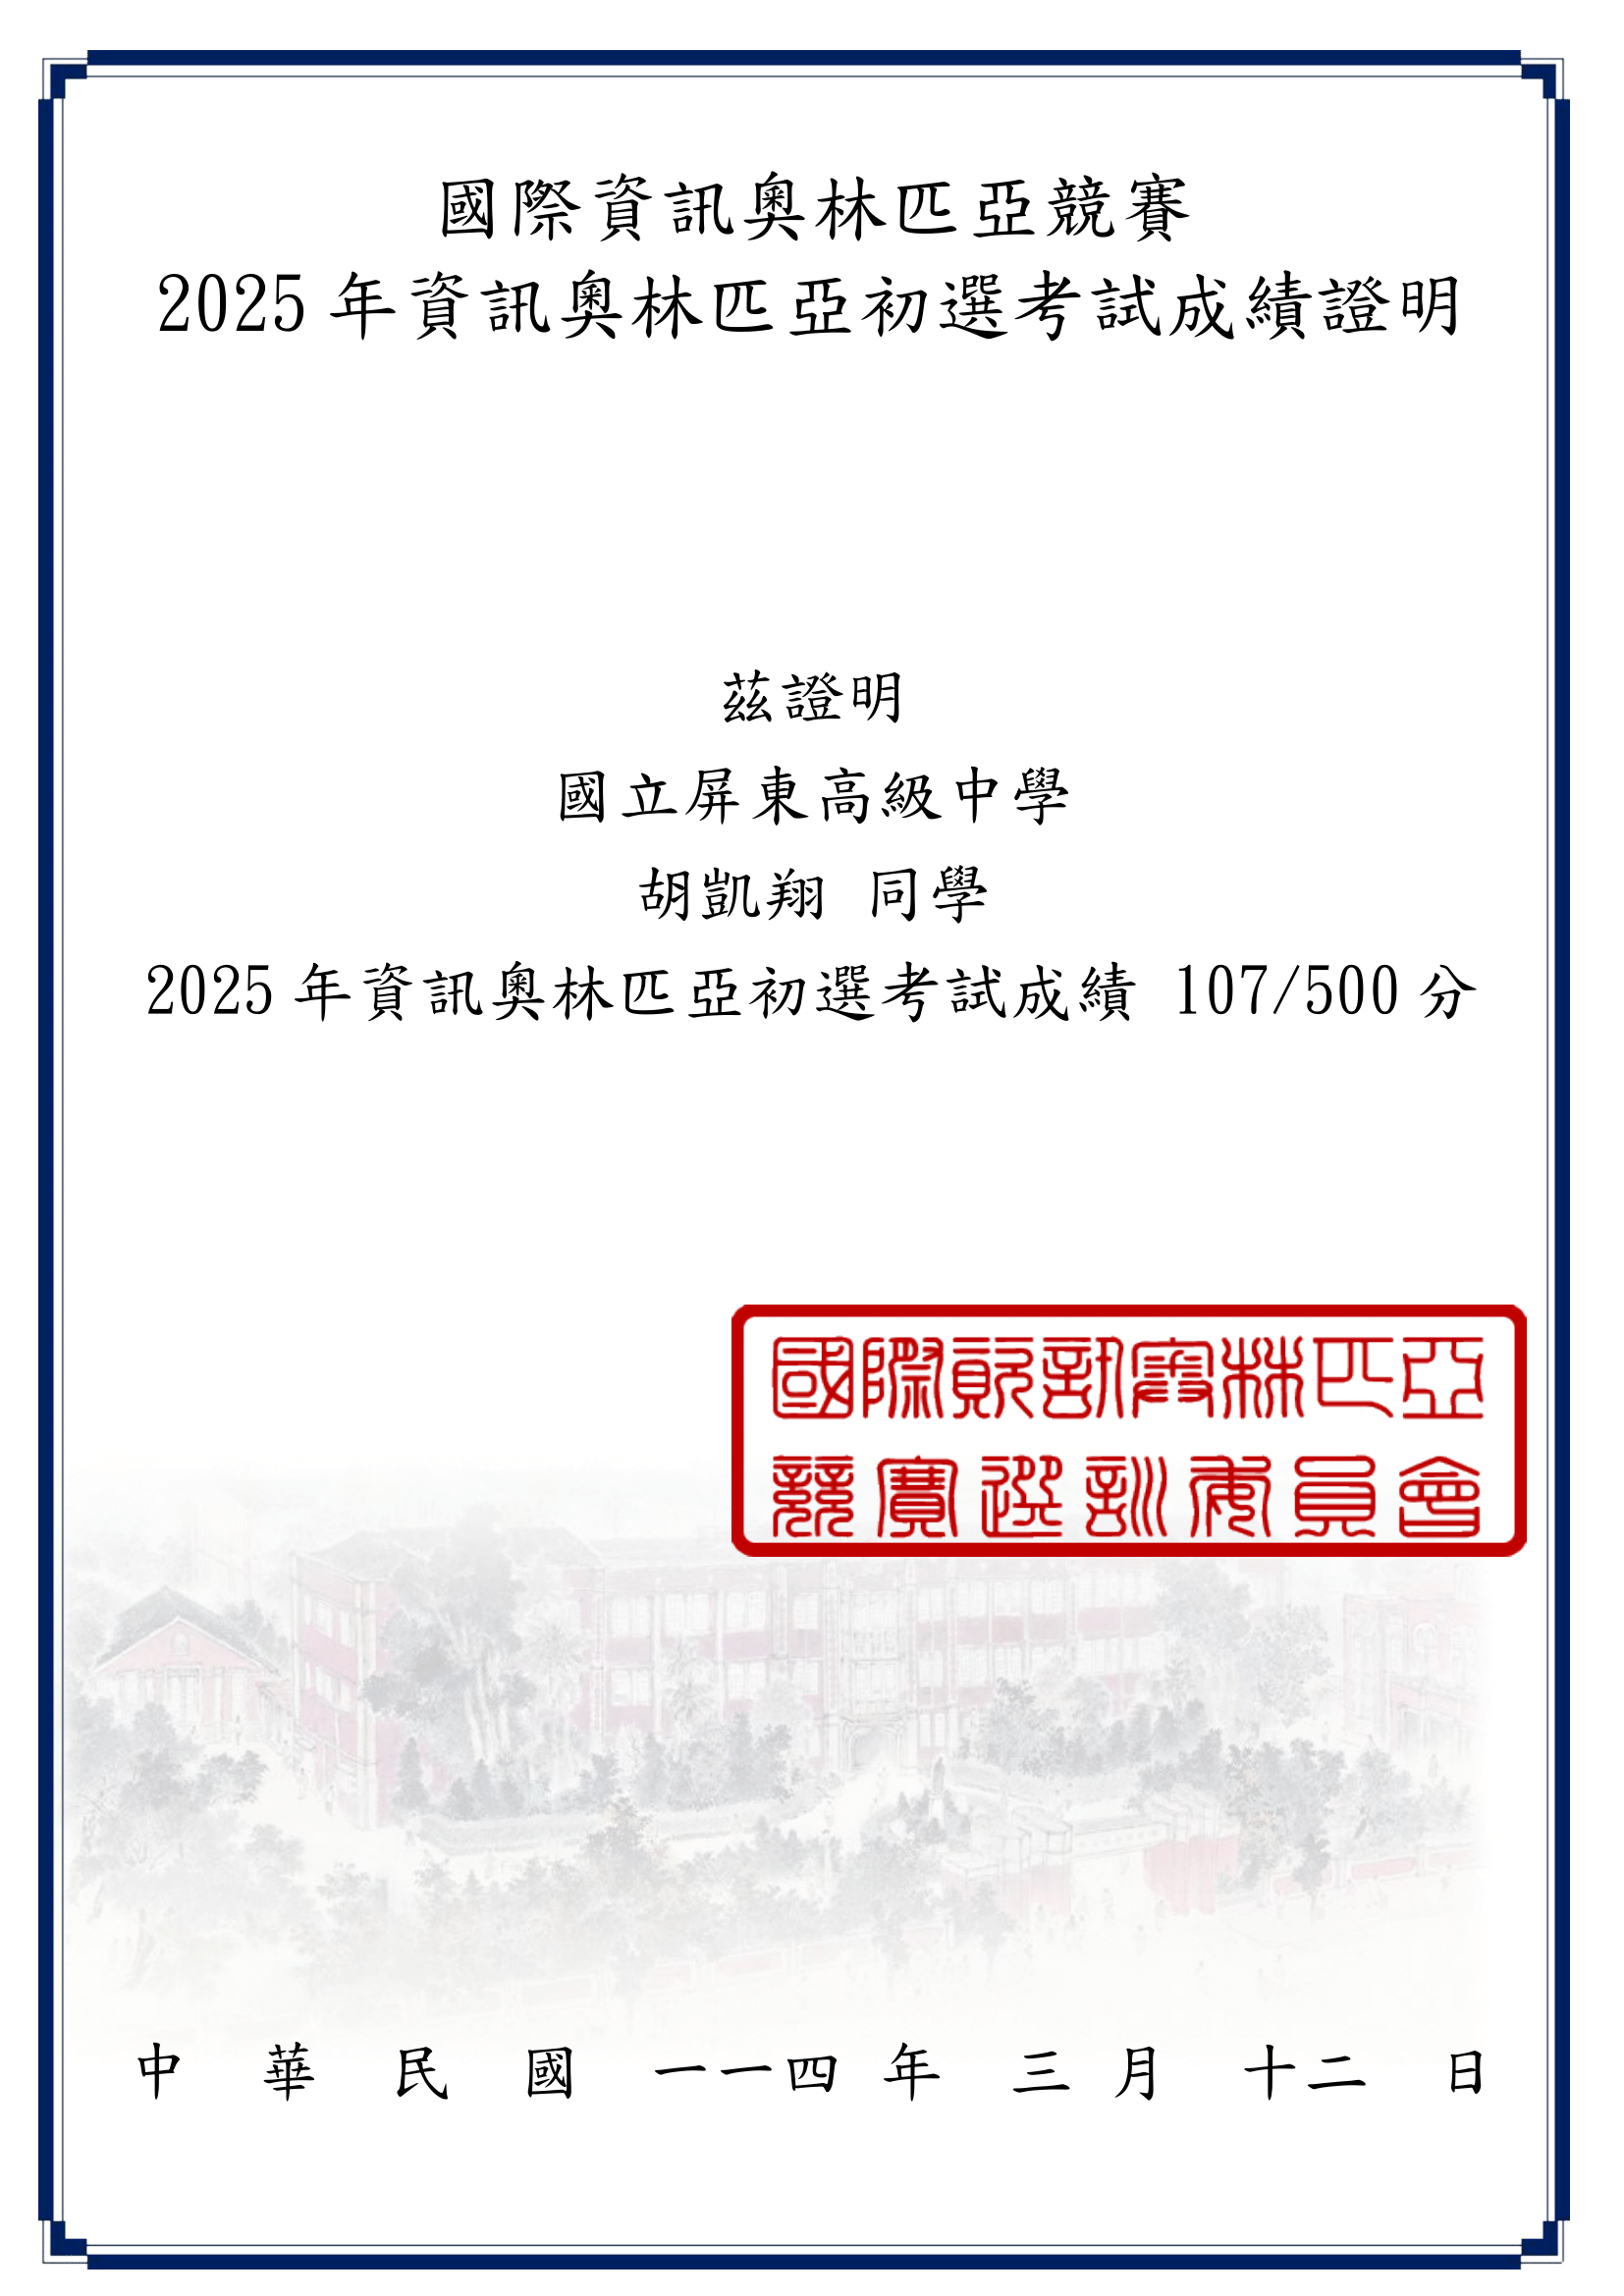 國際資訊奧林匹亞競賽
2025 年資訊奧林匹亞初選考試成績證明
茲證明
國立屏東高級中學
胡凱翔 同學
2025 年資訊奧林匹亞初選考試成績 107/500 分
國際資訊奧林匹亞
競賽選訓委員會
中 華 民 國 一一四 年 三 月 十二 日